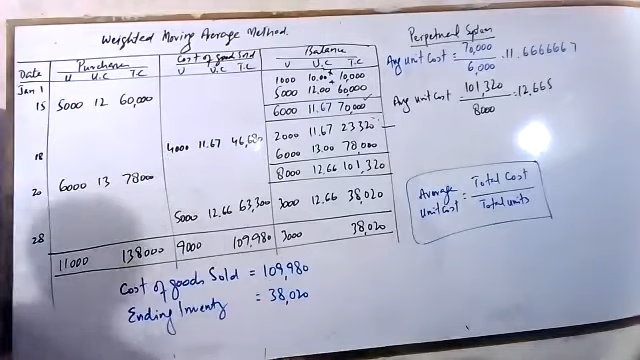 Weighted Moving Average Method.
Perpetual System
Date Purchase Cost of good Sold Balance
U U.C T.C U U.C T.C U U.C T.C
Jan 1 1000 10.00 10,000
15 5000 12 60,000 5000 12.00 60,000
6000 11.67 70,000
18 4000 11.67 46,680 2000 11.67 23320
20 6000 13 78000 6000 13.00 78,000
8000 12.66 101,320
28 5000 12.66 63,300 3000 12.66 38,020
11000 138000 9000 109,980 3000 38,020
Avg Unit Cost = 70,000 / 6,000 = 11.6666667
Avg Unit Cost = 101,320 / 8000 = 12.665
Average Unit Cost = Total Cost / Total units
Cost of goods Sold = 109,980
Ending Inventy = 38,020